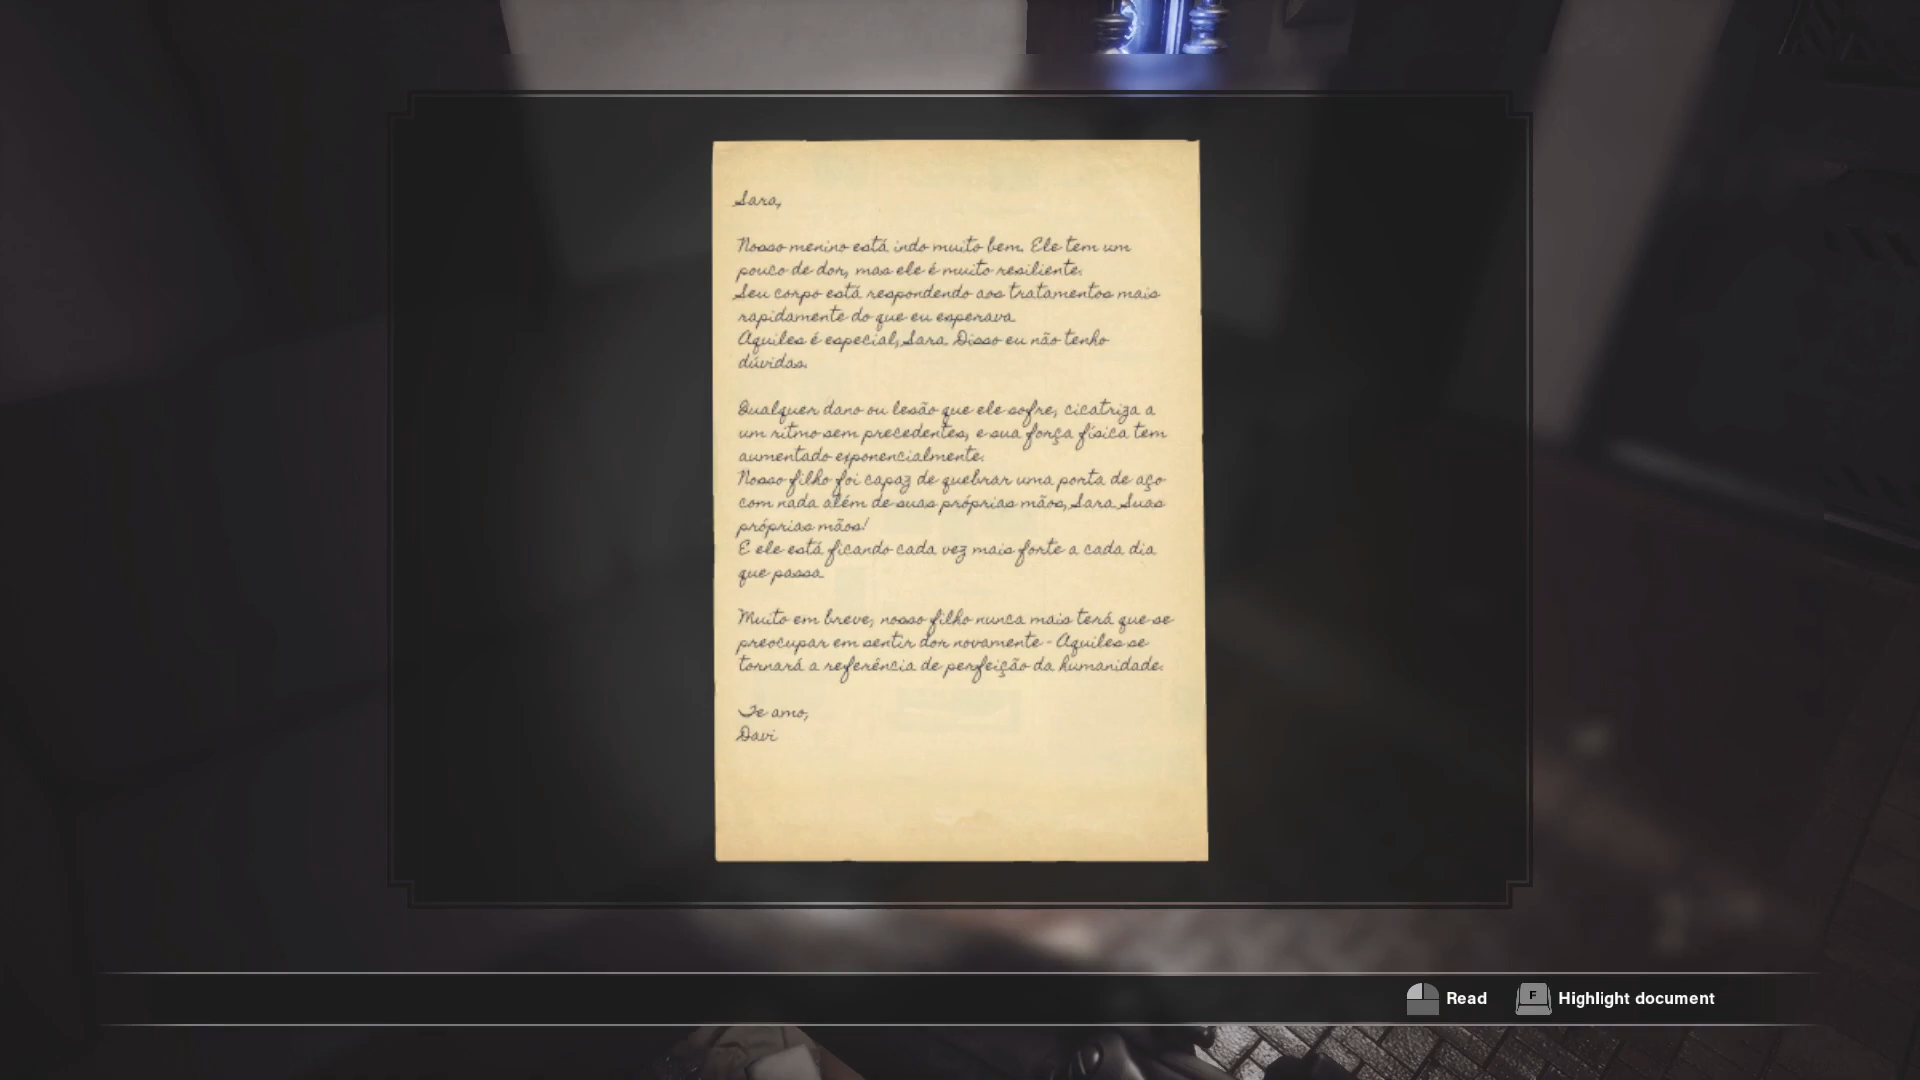 Sara,
Nosso menino está indo muito bem. Ele tem um
pouco de dor, mas ele é muito resiliente.
Seu corpo está respondendo aos tratamentos mais
rapidamente do que eu esperava.
Aquiles é especial, Sara. Disso eu não tenho
dúvidas.
Qualquer dano ou lesão que ele sofre, cicatriza a
um ritmo sem precedentes, e sua força física tem
aumentado exponencialmente.
Nosso filho foi capaz de quebrar uma porta de aço
com nada além de suas próprias mãos, Sara. Suas
próprias mãos!
E ele está ficando cada vez mais forte a cada dia
que passa.
Muito em breve, nosso filho nunca mais terá que se
preocupar em sentir dor novamente - Aquiles se
tornará a referência de perfeição da humanidade.
Te amo,
Davi
Read
F
Highlight document